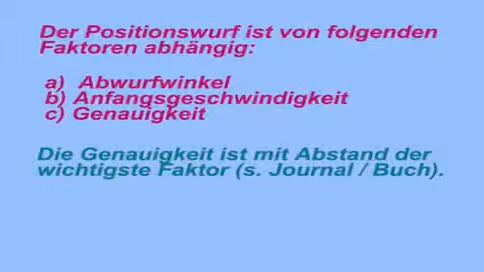 Der Positionswurf ist von folgenden
Faktoren abhängig:
a) Abwurfwinkel
b) Anfangsgeschwindigkeit
c) Genauigkeit
Die Genauigkeit ist mit Abstand der
wichtigste Faktor (s. Journal / Buch).